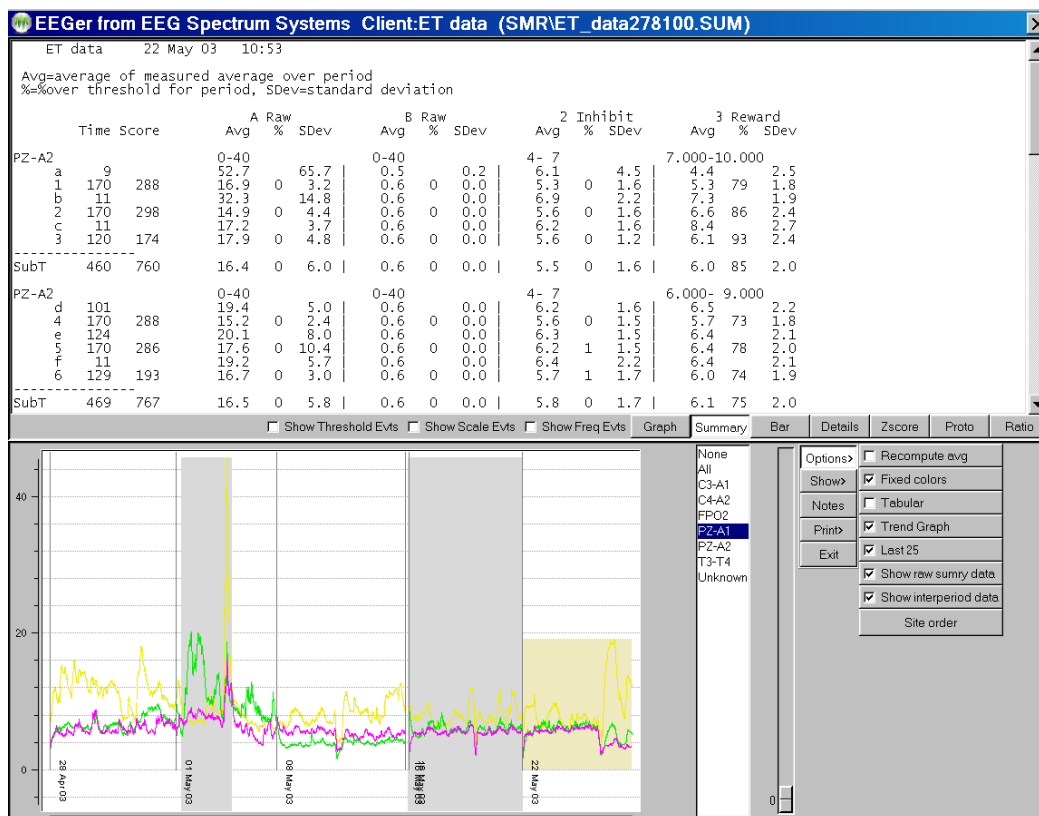 EEGer from EEG Spectrum Systems Client:ET data (SMR\ET_data278100.SUM)
ET data 22 May 03 10:53
Avg=average of measured average over period
%=%over threshold for period, SDev=standard deviation
A Raw B Raw 2 Inhibit 3 Reward
Time Score Avg % SDev Avg % SDev Avg % SDev Avg % SDev
PZ-A2 0-40 0-40 4- 7 7.000-10.000
a 9 52.7 65.7 | 0.5 0.2 | 6.1 4.5 | 4.4 2.5
1 170 288 16.9 0 3.2 | 0.6 0 0.0 | 5.3 0 1.6 | 5.3 79 1.8
b 11 32.3 14.8 | 0.6 0.0 | 6.9 2.2 | 7.3 1.9
2 170 298 14.9 0 4.4 | 0.6 0 0.0 | 5.6 0 1.6 | 6.6 86 2.4
c 11 17.2 3.7 | 0.6 0.0 | 6.2 1.6 | 8.4 2.7
3 120 174 17.9 0 4.8 | 0.6 0 0.0 | 5.6 0 1.2 | 6.1 93 2.4
----------------
SubT 460 760 16.4 0 6.0 | 0.6 0 0.0 | 5.5 0 1.6 | 6.0 85 2.0
PZ-A2 0-40 0-40 4- 7 6.000- 9.000
d 101 19.4 5.0 | 0.6 0.0 | 6.2 1.6 | 6.5 2.2
4 170 288 15.2 0 2.4 | 0.6 0 0.0 | 5.6 0 1.5 | 5.7 73 1.8
e 124 20.1 8.0 | 0.6 0.0 | 6.3 1.5 | 6.4 2.1
5 170 286 17.6 0 10.4 | 0.6 0 0.0 | 6.2 1 1.5 | 6.4 78 2.0
f 11 19.2 5.7 | 0.6 0.0 | 6.4 2.2 | 6.4 2.1
6 129 193 16.7 0 3.0 | 0.6 0 0.0 | 5.7 1 1.7 | 6.0 74 1.9
----------------
SubT 469 767 16.5 0 5.8 | 0.6 0 0.0 | 5.8 0 1.7 | 6.1 75 2.0
Show Threshold Evts Show Scale Evts Show Freq Evts Graph Summary Bar Details Zscore Proto Ratio
40
20
0
28 Apr 03
01 May 03
08 May 03
May 03
22 May 03
None
All
C3-A1
C4-A2
FPO2
PZ-A1
PZ-A2
T3-T4
Unknown
0
Options>
Show>
Notes
Print>
Exit
Recompute avg
Fixed colors
Tabular
Trend Graph
Last 25
Show raw sumry data
Show interperiod data
Site order